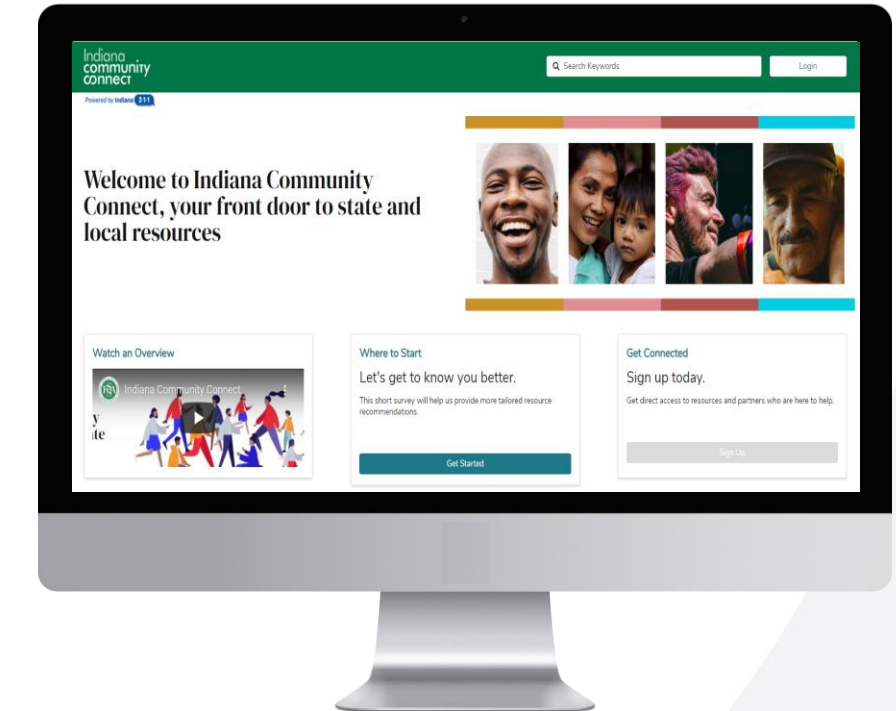 Indiana
community
connect
Search Keywords
Login
Powered by Indiana 211
Welcome to Indiana Community
Connect, your front door to state and
local resources
Watch an Overview
Indiana Community Connect
y
te
Where to Start
Let's get to know you better.
This short survey will help us provide more tailored resource
recommendations.
Get Started
Get Connected
Sign up today.
Get direct access to resources and partners who are here to help.
Sign Up